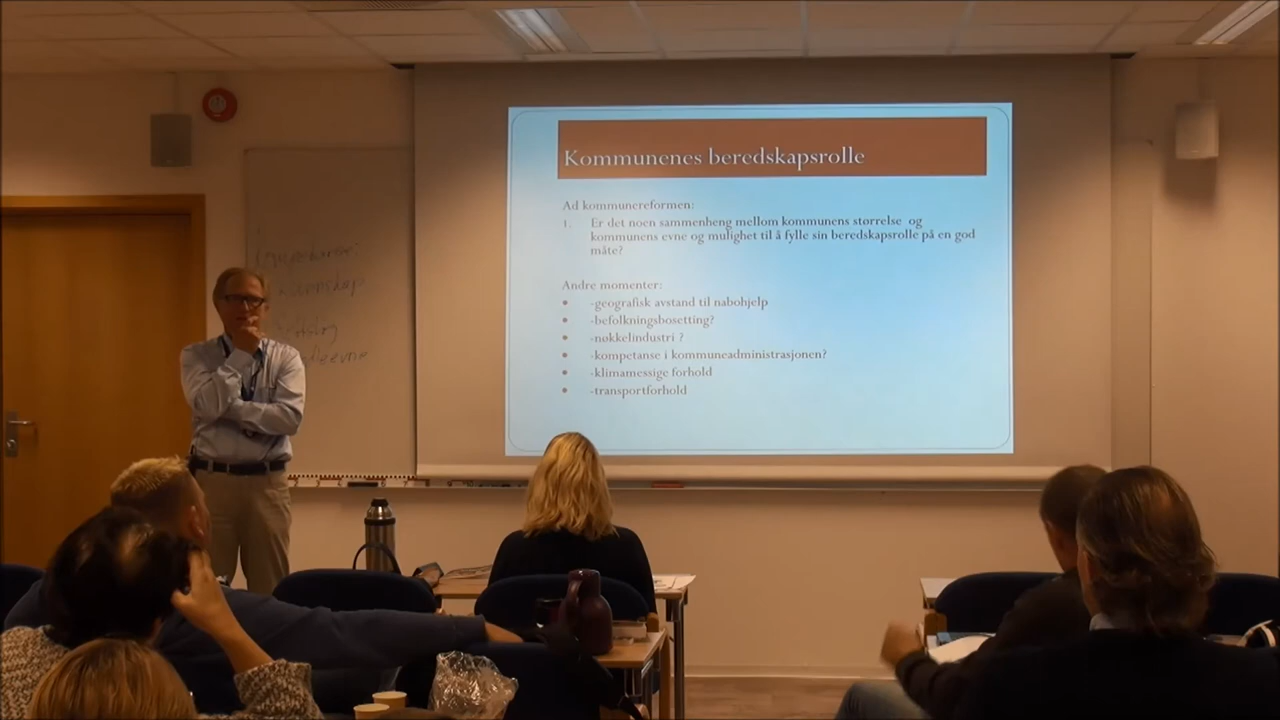 Kommunenes beredskapsrolle
Ad kommunereformen:
1. Er det noen sammenheng mellom kommunens størrelse og
kommunens evne og mulighet til å fylle sin beredskapsrolle på en god
måte?
Andre momenter:
• -geografisk avstand til nabohjelp
• -befolkningsbosetting?
• -nøkkelindustri ?
• -kompetanse i kommuneadministrasjonen?
• -klimamessige forhold
• -transportforhold